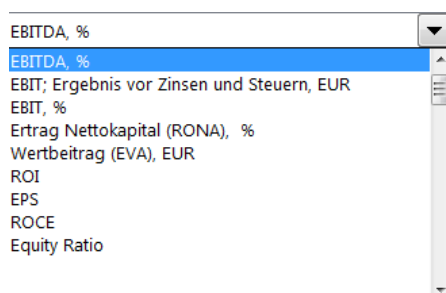 EBITDA, %
EBITDA, %
EBIT; Ergebnis vor Zinsen und Steuern, EUR
EBIT, %
Ertrag Nettokapital (RONA), %
Wertbeitrag (EVA), EUR
ROI
EPS
ROCE
Equity Ratio